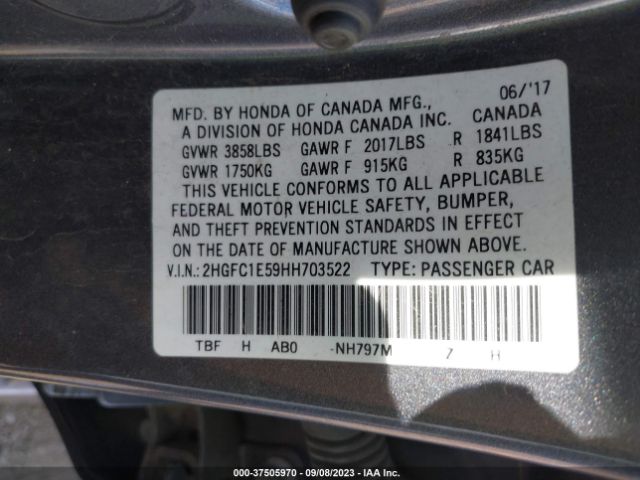 06/'17
MFD. BY HONDA OF CANADA MFG., CANADA
A DIVISION OF HONDA CANADA INC.
GVWR 3858LBS GAWR F 2017LBS R 1841LBS
GVWR 1750KG GAWR F 915KG R 835KG
THIS VEHICLE CONFORMS TO ALL APPLICABLE
FEDERAL MOTOR VEHICLE SAFETY, BUMPER,
AND THEFT PREVENTION STANDARDS IN EFFECT
ON THE DATE OF MANUFACTURE SHOWN ABOVE.
V.I.N.: 2HGFC1E59HH703522 TYPE: PASSENGER CAR
TBF H AB0 -NH797M 7 H
000-37505970 - 09/08/2023 - IAA Inc.